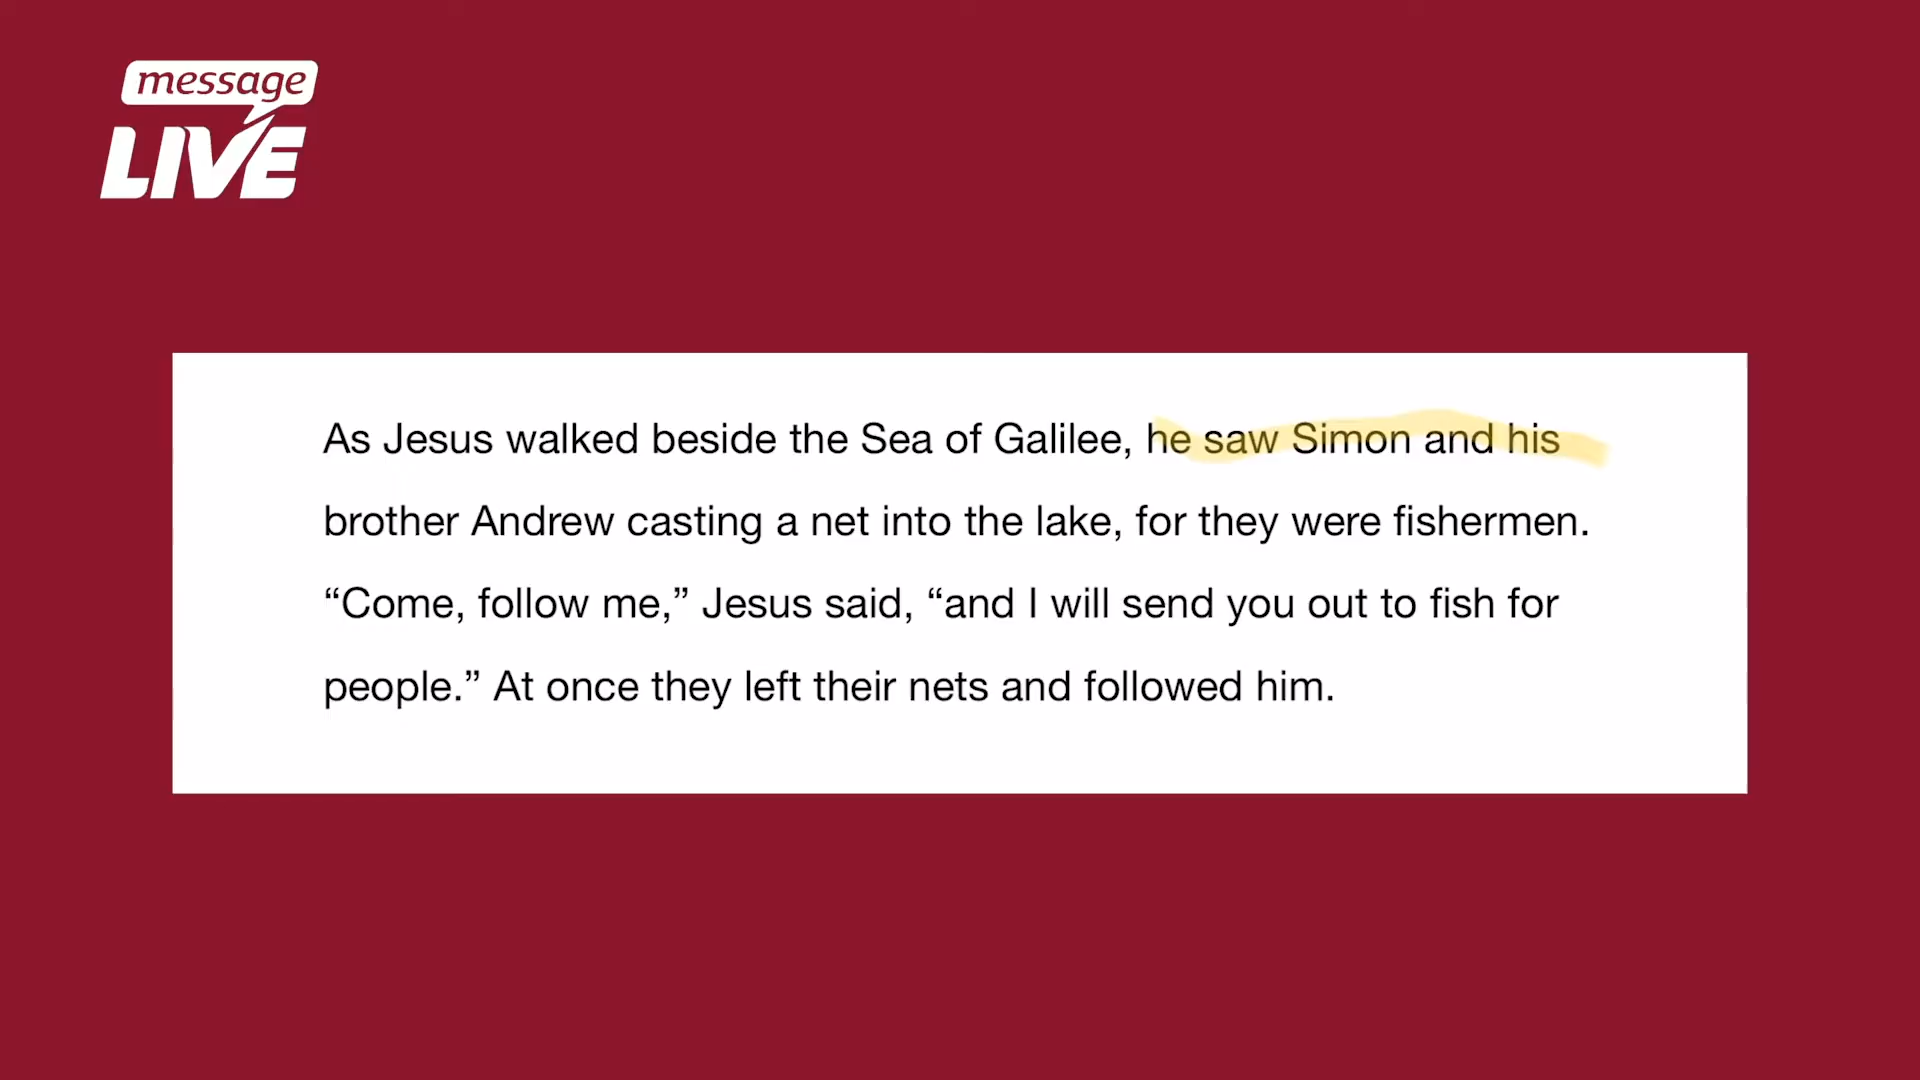 message
LIVE
As Jesus walked beside the Sea of Galilee, he saw Simon and his
brother Andrew casting a net into the lake, for they were fishermen.
“Come, follow me,” Jesus said, “and I will send you out to fish for
people.” At once they left their nets and followed him.